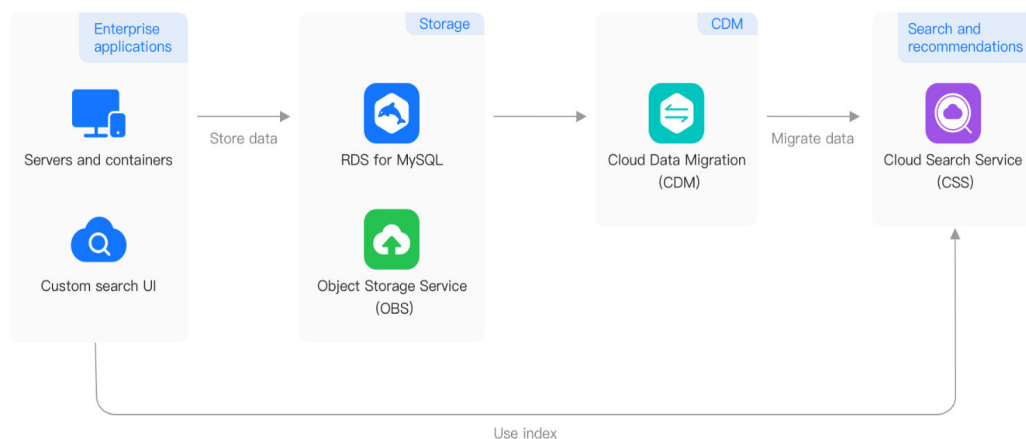 Enterprise
applications
Servers and containers
Custom search UI
Store data
Storage
RDS for MySQL
Object Storage Service
(OBS)
CDM
Cloud Data Migration
(CDM)
Migrate data
Search and
recommendations
Cloud Search Service
(CSS)
Use index